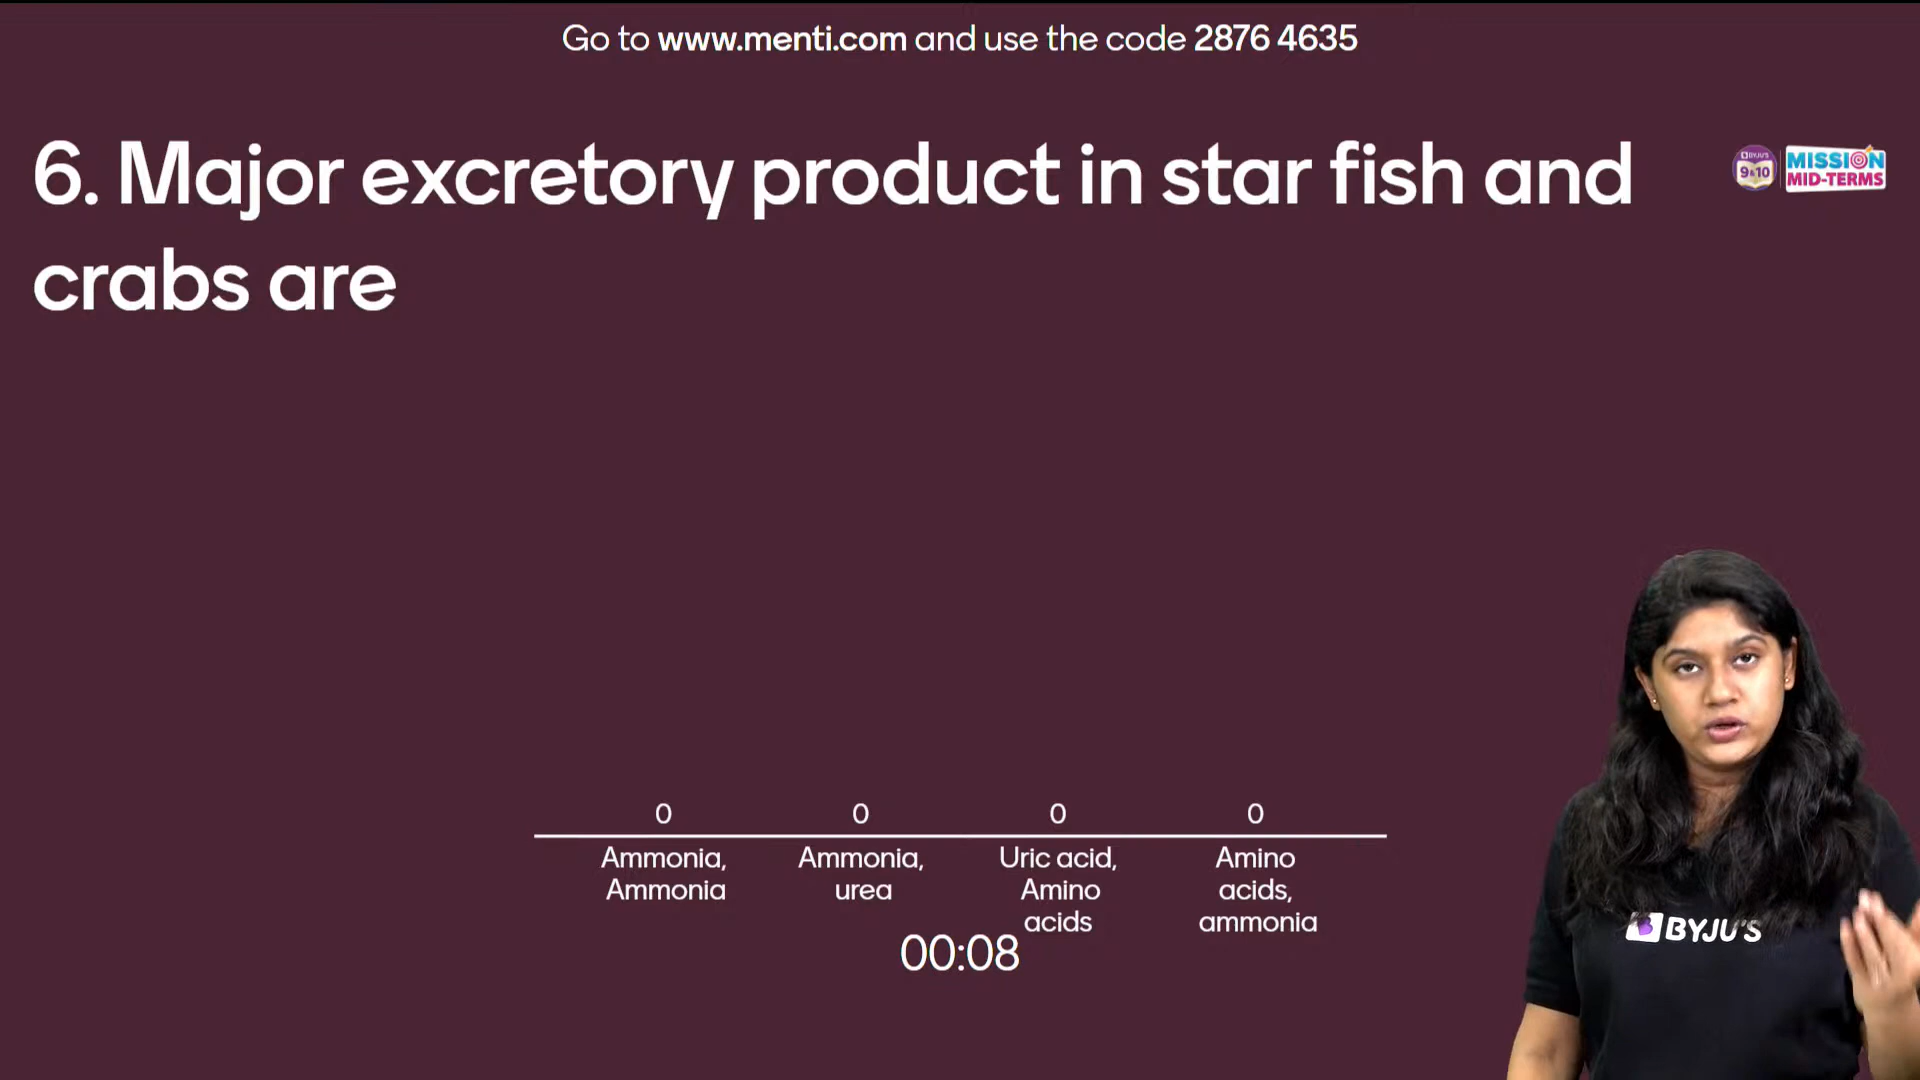 Go to www.menti.com and use the code 2876 4635
6. Major excretory product in star fish and
crabs are
BYJU'S
9&10
MISSION
MID-TERMS
0
0
0
0
Ammonia,
Ammonia
Ammonia,
urea
Uric acid,
Amino
acids
Amino
acids,
ammonia
00:08
BYJU'S